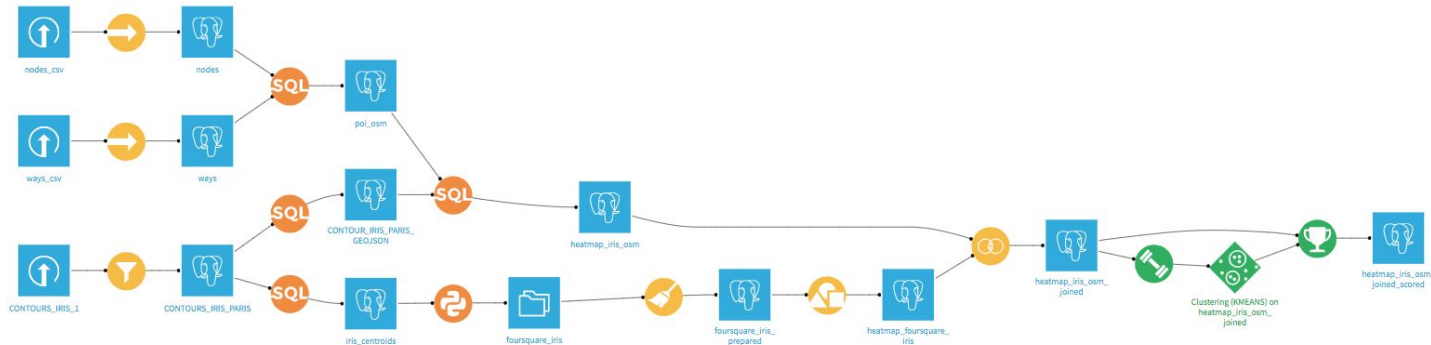 nodes_csv
nodes
SQL
poi_osm
ways_csv
ways
SQL
CONTOUR_IRIS_PARIS_
GEOJSON
SQL
heatmap_iris_osm
CONTOURS_IRIS_1
CONTOURS_IRIS_PARIS
SQL
iris_centroids
foursquare_iris
foursquare_iris_
prepared
heatmap_foursquare_
iris
heatmap_iris_osm_
joined
Clustering (KMEANS) on
heatmap_iris_osm_
joined
heatmap_iris_osm
joined_scored